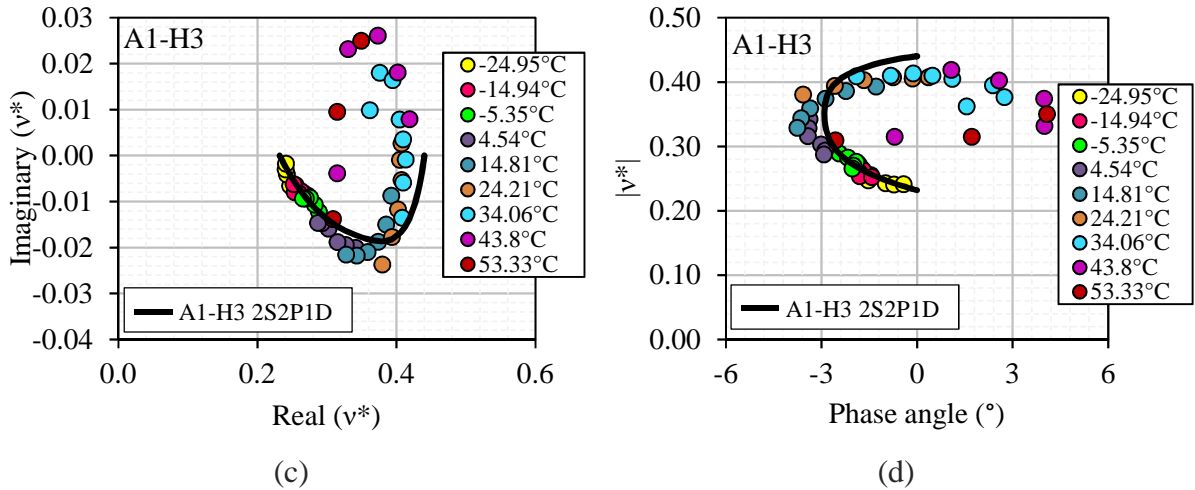 A1-H3
0.03
0.02
0.01
0.00
-0.01
-0.02
-0.03
-0.04
0.0
0.2
0.4
0.6
Imaginary (ν*)
Real (ν*)
-24.95°C
-14.94°C
-5.35°C
4.54°C
14.81°C
24.21°C
34.06°C
43.8°C
53.33°C
A1-H3 2S2P1D
(c)
A1-H3
0.50
0.40
0.30
0.20
0.10
0.00
-6
-3
0
3
6
|ν*|
Phase angle (°)
-24.95°C
-14.94°C
-5.35°C
4.54°C
14.81°C
24.21°C
34.06°C
43.8°C
53.33°C
A1-H3 2S2P1D
(d)